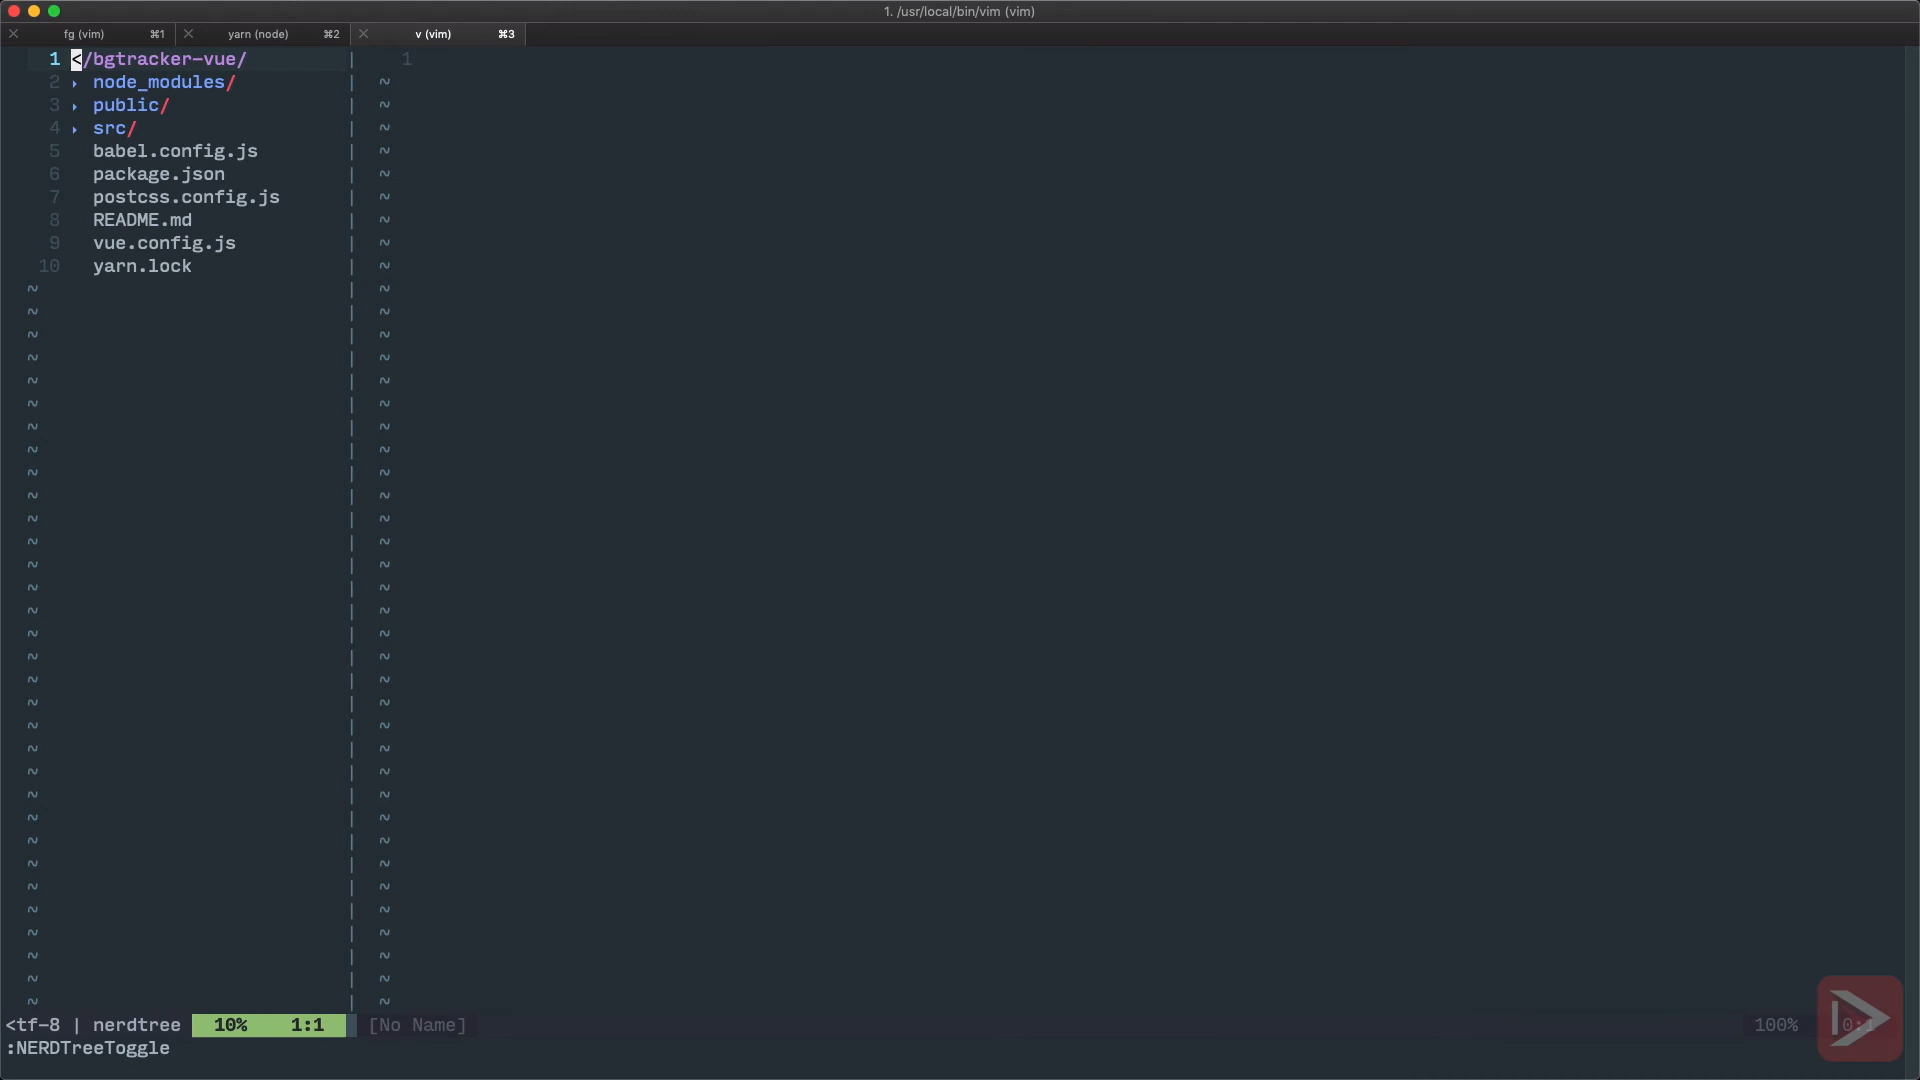 1. /usr/local/bin/vim (vim)
fg (vim) ⌘1 yarn (node) ⌘2 v (vim) ⌘3
1 </bgtracker-vue/
2 ▸ node_modules/
3 ▸ public/
4 ▸ src/
5 babel.config.js
6 package.json
7 postcss.config.js
8 README.md
9 vue.config.js
10 yarn.lock
1
<tf-8 | nerdtree 10% 1:1 [No Name] 100% 0:1
:NERDTreeToggle